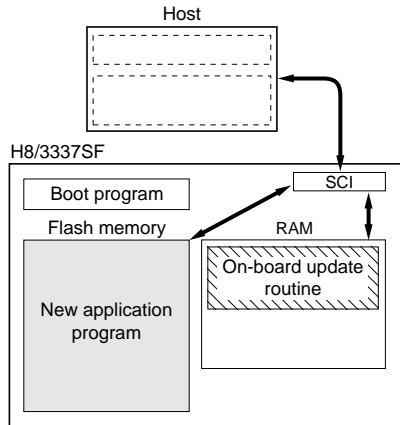 Host
H8/3337SF
SCI
Boot program
Flash memory
RAM
On-board update
routine
New application
program